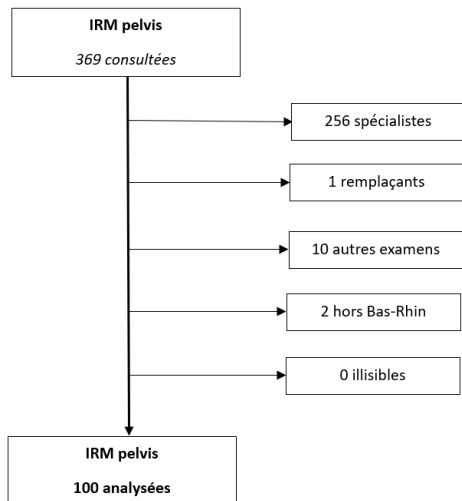 IRM pelvis
369 consultées
256 spécialistes
1 remplaçants
10 autres examens
2 hors Bas-Rhin
0 illisibles
IRM pelvis
100 analysées